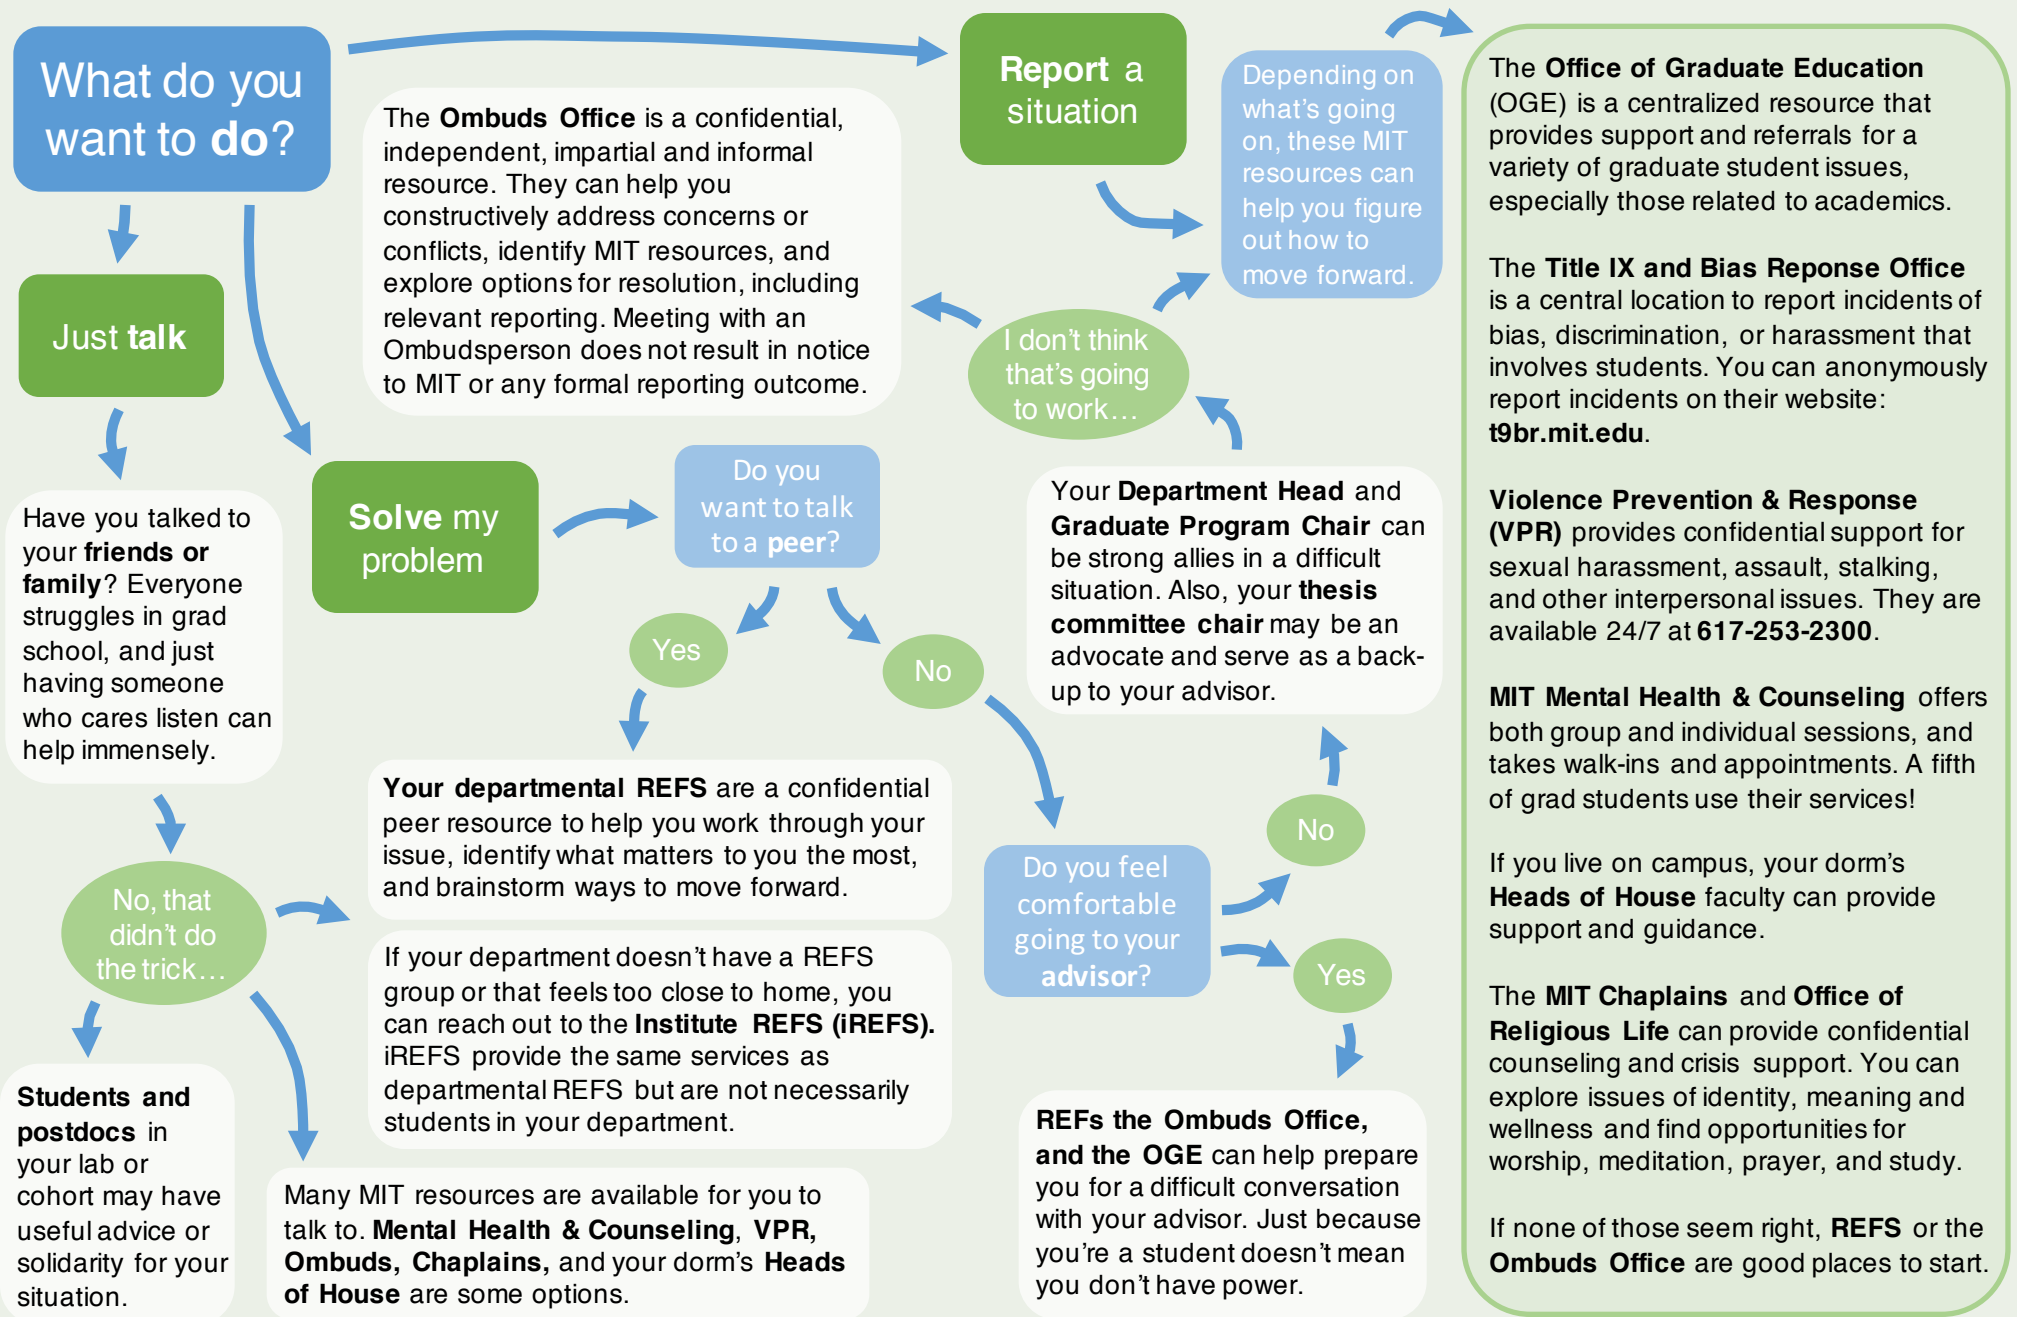 What do you
want to do?
Report a
situation
Depending on
what's going
on, these MIT
resources can
help you figure
out how to
move forward.
The Ombuds Office is a confidential,
independent, impartial and informal
resource. They can help you
constructively address concerns or
conflicts, identify MIT resources, and
explore options for resolution, including
relevant reporting. Meeting with an
Ombudsperson does not result in notice
to MIT or any formal reporting outcome.
Just talk
I don't think
that's going
to work…
Have you talked to
your friends or
family? Everyone
struggles in grad
school, and just
having someone
who cares listen can
help immensely.
Solve my
problem
Do you
want to talk
to a peer?
Yes
No
Your Department Head and
Graduate Program Chair can
be strong allies in a difficult
situation. Also, your thesis
committee chair may be an
advocate and serve as a back-
up to your advisor.
Your departmental REFS are a confidential
peer resource to help you work through your
issue, identify what matters to you the most,
and brainstorm ways to move forward.
No
Do you feel
comfortable
going to your
advisor?
Yes
No, that
didn't do
the trick…
If your department doesn't have a REFS
group or that feels too close to home, you
can reach out to the Institute REFS (iREFS).
iREFS provide the same services as
departmental REFS but are not necessarily
students in your department.
Students and
postdocs in
your lab or
cohort may have
useful advice or
solidarity for your
situation.
Many MIT resources are available for you to
talk to. Mental Health & Counseling, VPR,
Ombuds, Chaplains, and your dorm's Heads
of House are some options.
REFs the Ombuds Office,
and the OGE can help prepare
you for a difficult conversation
with your advisor. Just because
you're a student doesn't mean
you don't have power.
The Office of Graduate Education
(OGE) is a centralized resource that
provides support and referrals for a
variety of graduate student issues,
especially those related to academics.
The Title IX and Bias Reponse Office
is a central location to report incidents of
bias, discrimination, or harassment that
involves students. You can anonymously
report incidents on their website:
t9br.mit.edu.
Violence Prevention & Response
(VPR) provides confidential support for
sexual harassment, assault, stalking,
and other interpersonal issues. They are
available 24/7 at 617-253-2300.
MIT Mental Health & Counseling offers
both group and individual sessions, and
takes walk-ins and appointments. A fifth
of grad students use their services!
If you live on campus, your dorm's
Heads of House faculty can provide
support and guidance.
The MIT Chaplains and Office of
Religious Life can provide confidential
counseling and crisis support. You can
explore issues of identity, meaning and
wellness and find opportunities for
worship, meditation, prayer, and study.
If none of those seem right, REFS or the
Ombuds Office are good places to start.